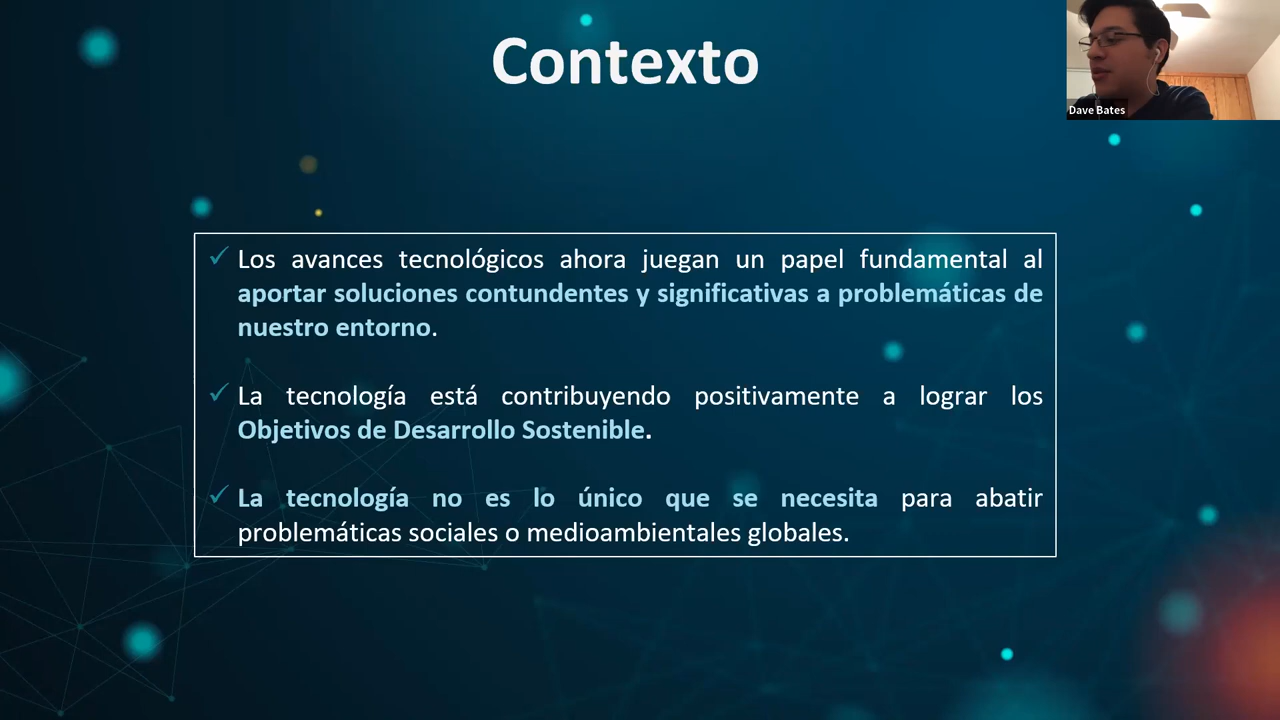 Contexto
Dave Bates
✓ Los avances tecnológicos ahora juegan un papel fundamental al
aportar soluciones contundentes y significativas a problemáticas de
nuestro entorno.
✓ La tecnología está contribuyendo positivamente a lograr los
Objetivos de Desarrollo Sostenible.
✓ La tecnología no es lo único que se necesita para abatir
problemáticas sociales o medioambientales globales.